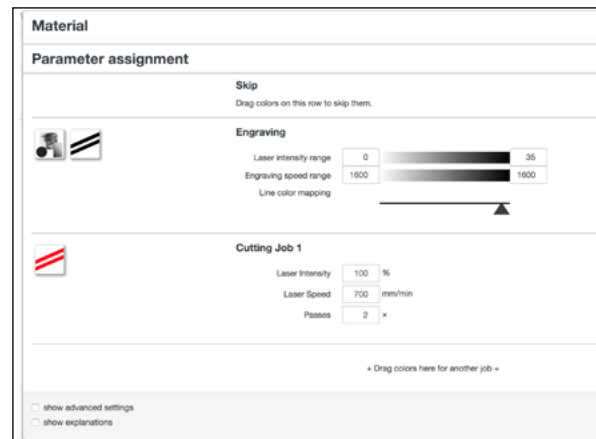 Material
Parameter assignment
Skip
Drag colors on this row to skip them.
Engraving
Laser intensity range 0 35
Engraving speed range 1600 1600
Line color mapping
Cutting Job 1
Laser Intensity 100 %
Laser Speed 700 mm/min
Passes 2 ×
+ Drag colors here for another job +
show advanced settings
show explanations